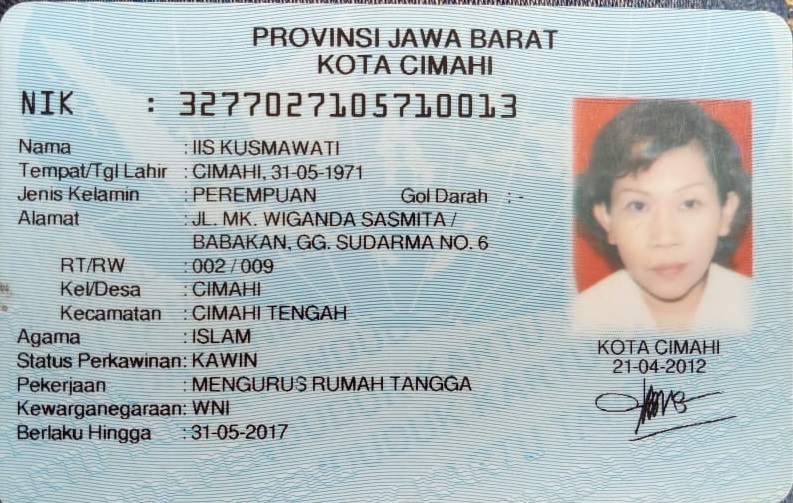 PROVINSI JAWA BARAT
KOTA CIMAHI
NIK : 3277027105710013
Nama : IIS KUSMAWATI
Tempat/Tgl Lahir : CIMAHI, 31-05-1971
Jenis Kelamin : PEREMPUAN Gol Darah : -
Alamat : JL. MK. WIGANDA SASMITA /
BABAKAN, GG. SUDARMA NO. 6
RT/RW : 002 / 009
Kel/Desa : CIMAHI
Kecamatan : CIMAHI TENGAH
Agama : ISLAM
Status Perkawinan: KAWIN
Pekerjaan : MENGURUS RUMAH TANGGA
Kewarganegaraan: WNI
Berlaku Hingga : 31-05-2017
KOTA CIMAHI
21-04-2012